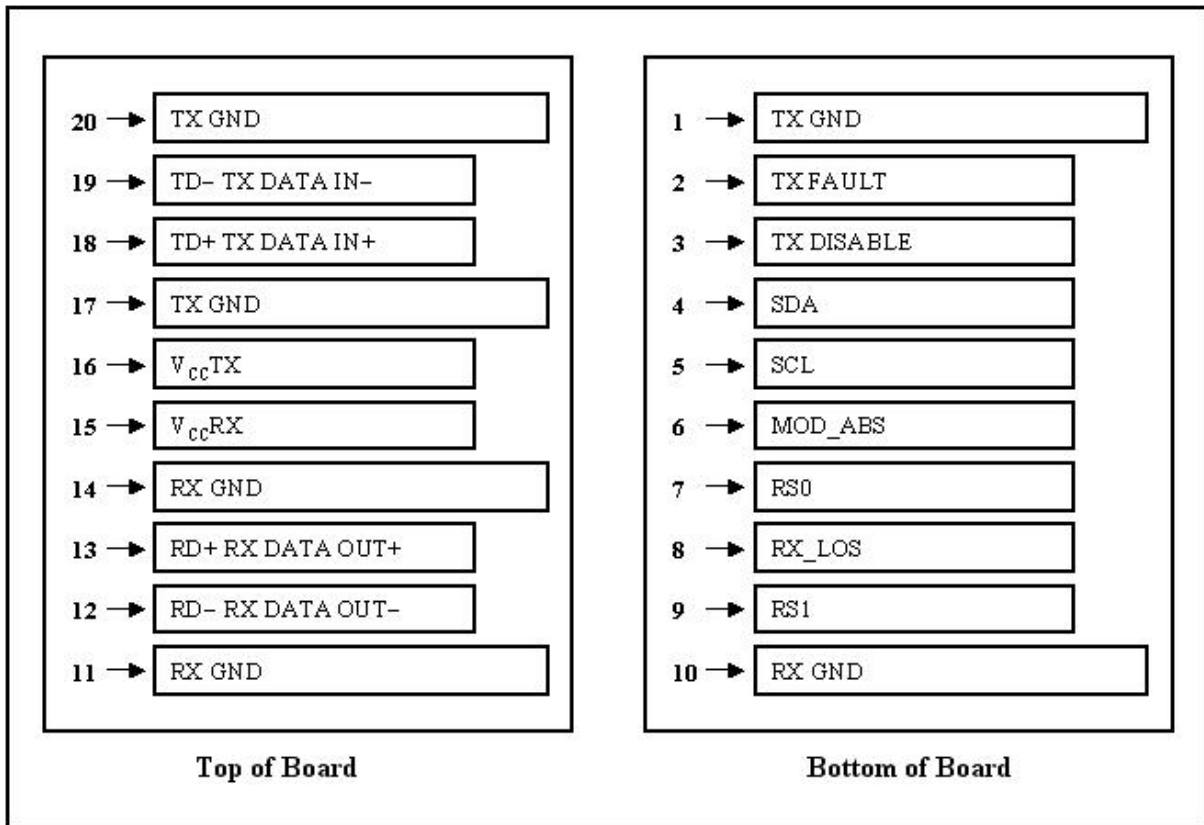 20 TX GND
19 TD– TX DATA IN–
18 TD+ TX DATA IN+
17 TX GND
16 VCCTX
15 VCCRX
14 RX GND
13 RD+ RX DATA OUT+
12 RD– RX DATA OUT–
11 RX GND
Top of Board
1 TX GND
2 TX FAULT
3 TX DISABLE
4 SDA
5 SCL
6 MOD_ABS
7 RS0
8 RX_LOS
9 RS1
10 RX GND
Bottom of Board